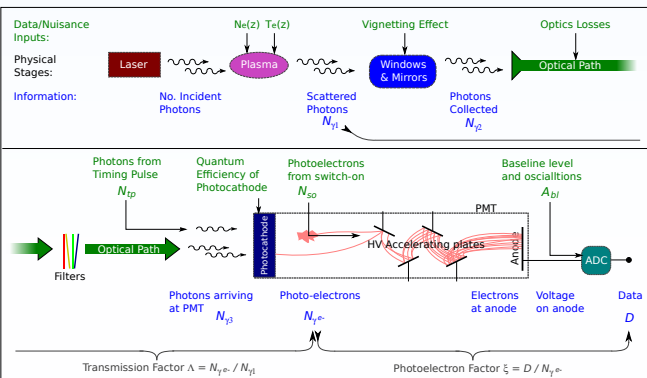 Data/Nuisance
Inputs:
Ne(z) Te(z)
Vignetting Effect
Optics Losses
Physical
Stages:
Laser
Plasma
Windows
& Mirrors
Optical Path
Information:
No. Incident
Photons
Scattered
Photons
Nγ1
Photons
Collected
Nγ2
Photons from
Timing Pulse
Ntp
Quantum
Efficiency of
Photocathode
Photoelectrons
from switch-on
Nso
Baseline level
and oscialltions
Abl
PMT
Filters
Optical Path
Photocathode
HV Accelerating plates
Anode
ADC
Photons arriving
at PMT
Nγ3
Photo-electrons
Nγe-
Electrons
at anode
Voltage
on anode
Data
D
Transmission Factor Λ = Nγe- / Nγ1
Photoelectron Factor ξ = D / Nγe-